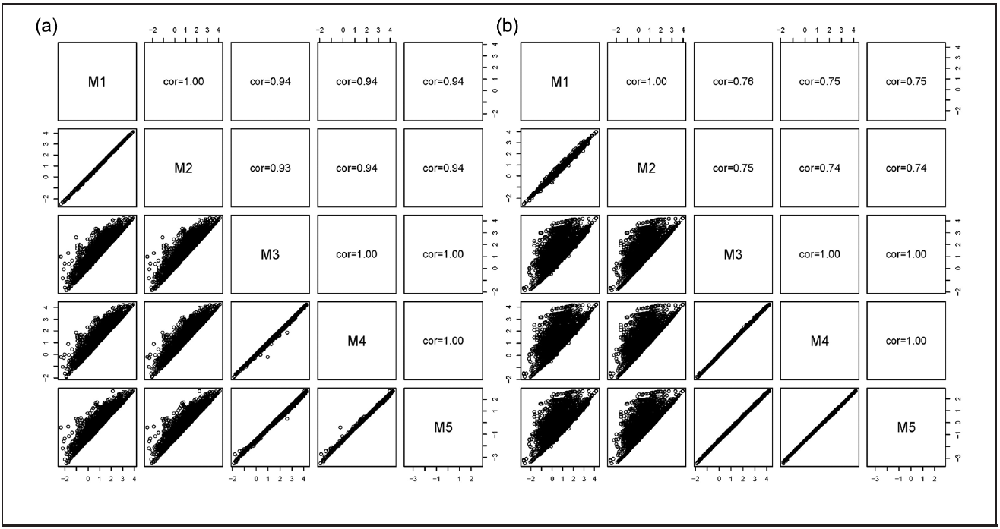 (a) (b)
−2 0 1 2 3 4 −2 0 1 2 3 4 −2 0 1 2 3 4 −2 0 1 2 3 4
M1 cor=1.00 cor=0.94 cor=0.94 cor=0.94 −2 0 1 2 3 4 M1 cor=1.00 cor=0.76 cor=0.75 cor=0.75 −2 0 1 2 3 4
−2 0 1 2 3 4 M2 cor=0.93 cor=0.94 cor=0.94 −2 0 1 2 3 4 M2 cor=0.75 cor=0.74 cor=0.74
M3 cor=1.00 cor=1.00 −2 0 1 2 3 4 M3 cor=1.00 cor=1.00 −2 0 1 2 3 4
−2 0 1 2 3 4 M4 cor=1.00 −2 0 1 2 3 4 M4 cor=1.00
M5 −3 −1 0 1 2 M5 −3 −1 0 1 2
−2 0 1 2 3 4 −2 0 1 2 3 4 −3 −1 0 1 2 −2 0 1 2 3 4 −2 0 1 2 3 4 −3 −1 0 1 2